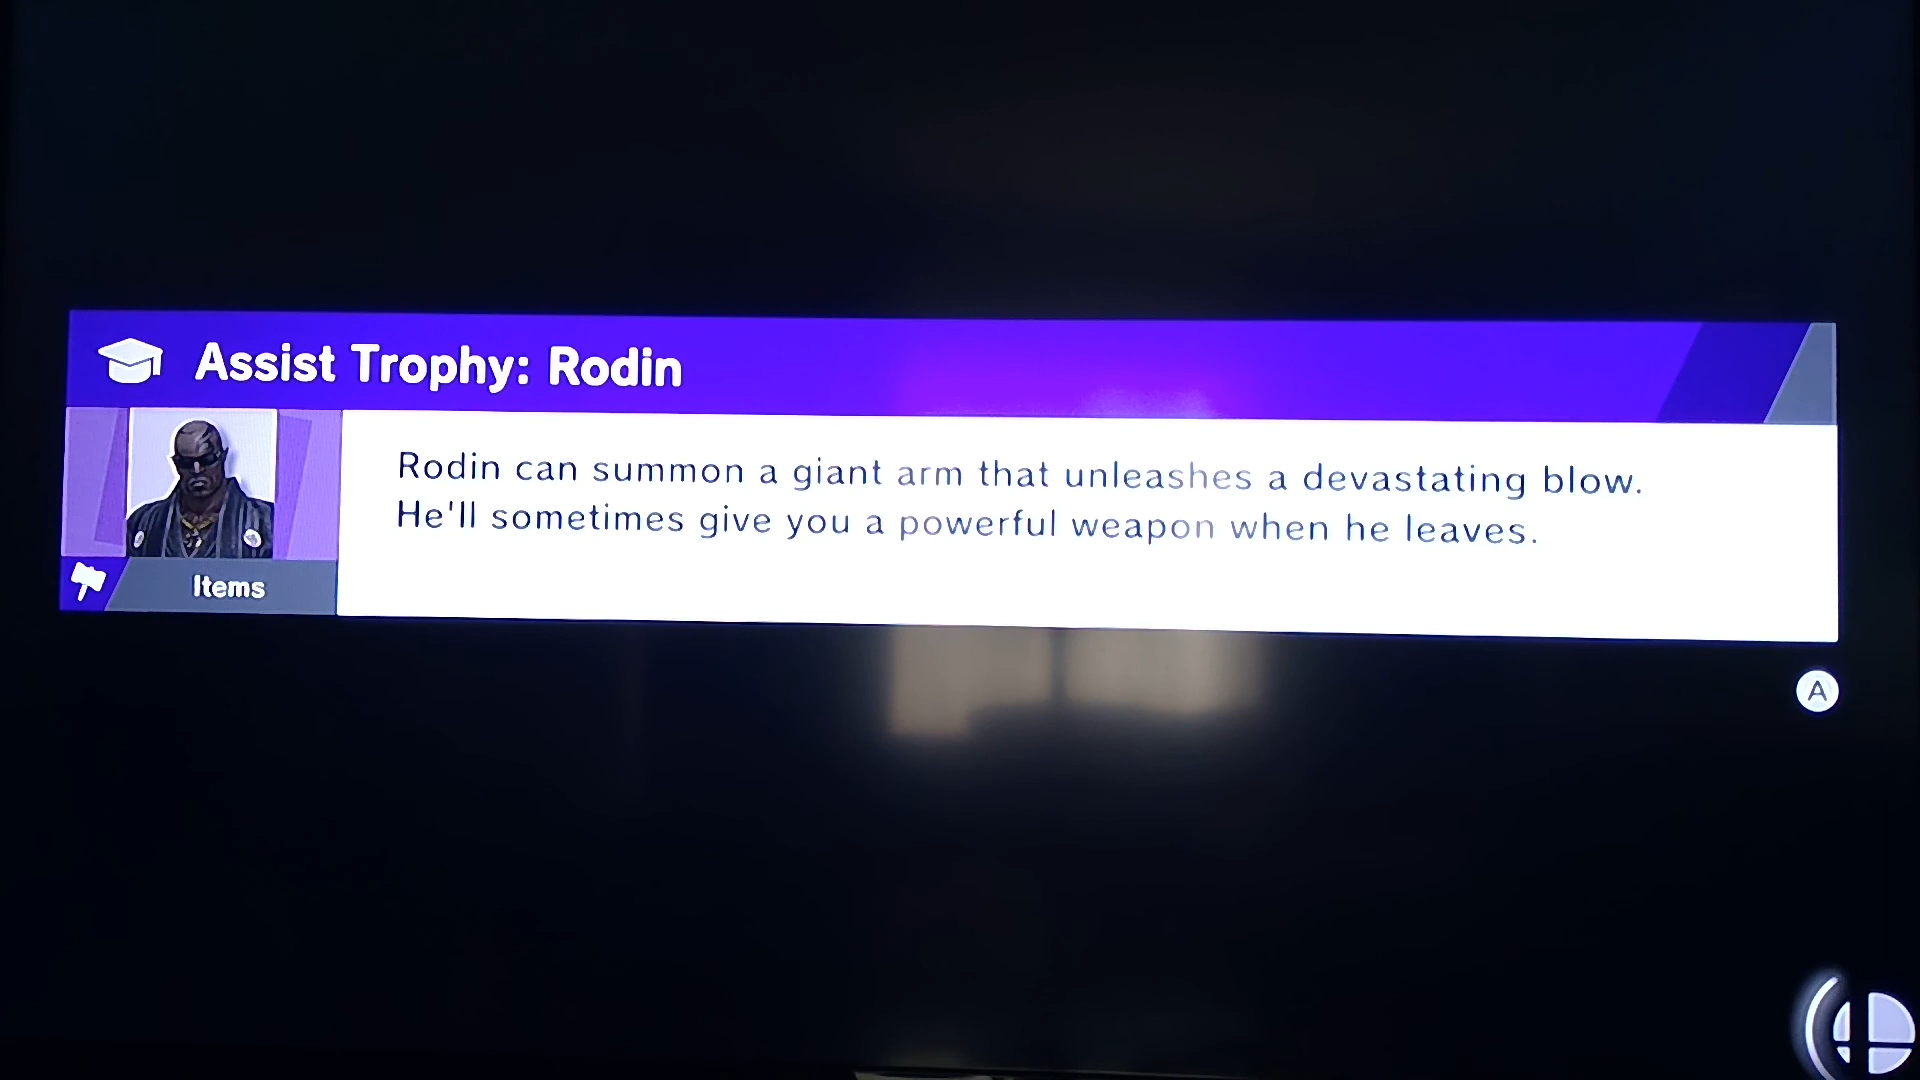 Assist Trophy: Rodin
Rodin can summon a giant arm that unleashes a devastating blow.
He'll sometimes give you a powerful weapon when he leaves.
Items
A